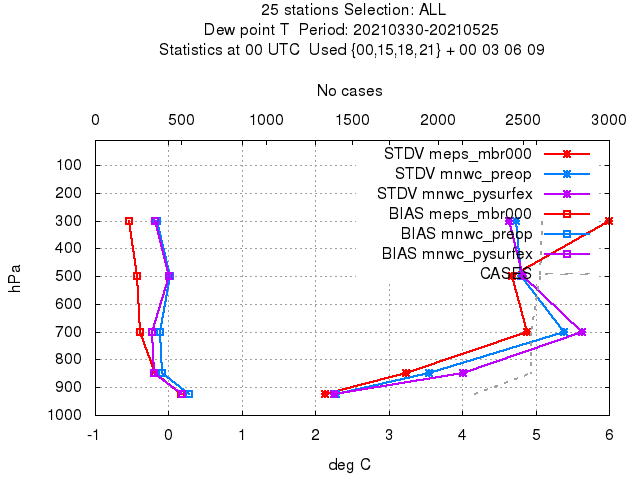 25 stations Selection: ALL
Dew point T  Period: 20210330-20210525
Statistics at 00 UTC  Used {00,15,18,21} + 00 03 06 09
No cases
0 500 1000 1500 2000 2500 3000
STDV meps_mbr000
STDV mnwc_preop
STDV mnwc_pysurfex
BIAS meps_mbr000
BIAS mnwc_preop
BIAS mnwc_pysurfex
CASES
hPa
100
200
300
400
500
600
700
800
900
1000
-1 0 1 2 3 4 5 6
deg C